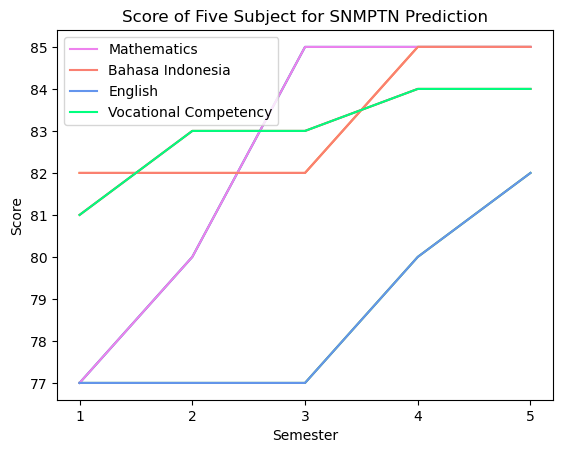 Score of Five Subject for SNMPTN Prediction
Mathematics
Bahasa Indonesia
English
Vocational Competency
85
84
83
82
81
80
79
78
77
Score
1 2 3 4 5
Semester